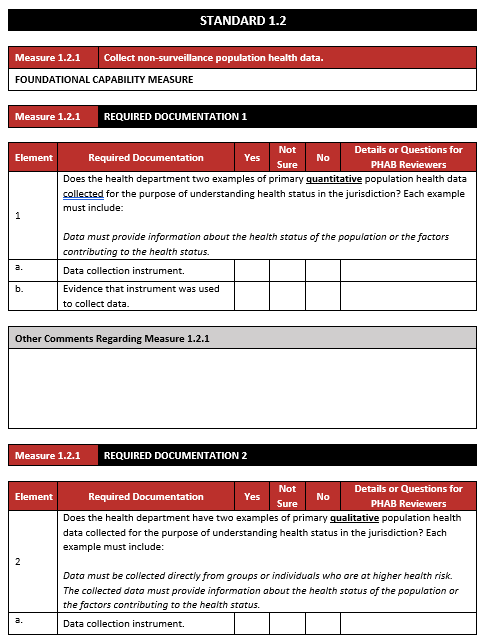 STANDARD 1.2
Measure 1.2.1 Collect non-surveillance population health data.
FOUNDATIONAL CAPABILITY MEASURE
Measure 1.2.1 REQUIRED DOCUMENTATION 1
Element Required Documentation Yes Not Sure No Details or Questions for PHAB Reviewers
1
Does the health department two examples of primary quantitative population health data
collected for the purpose of understanding health status in the jurisdiction? Each example
must include:
Data must provide information about the health status of the population or the factors
contributing to the health status.
a. Data collection instrument.
b. Evidence that instrument was used
to collect data.
Other Comments Regarding Measure 1.2.1
Measure 1.2.1 REQUIRED DOCUMENTATION 2
Element Required Documentation Yes Not Sure No Details or Questions for PHAB Reviewers
2
Does the health department have two examples of primary qualitative population health
data collected for the purpose of understanding health status in the jurisdiction? Each
example must include:
Data must be collected directly from groups or individuals who are at higher health risk.
The collected data must provide information about the health status of the population or
the factors contributing to the health status.
a. Data collection instrument.